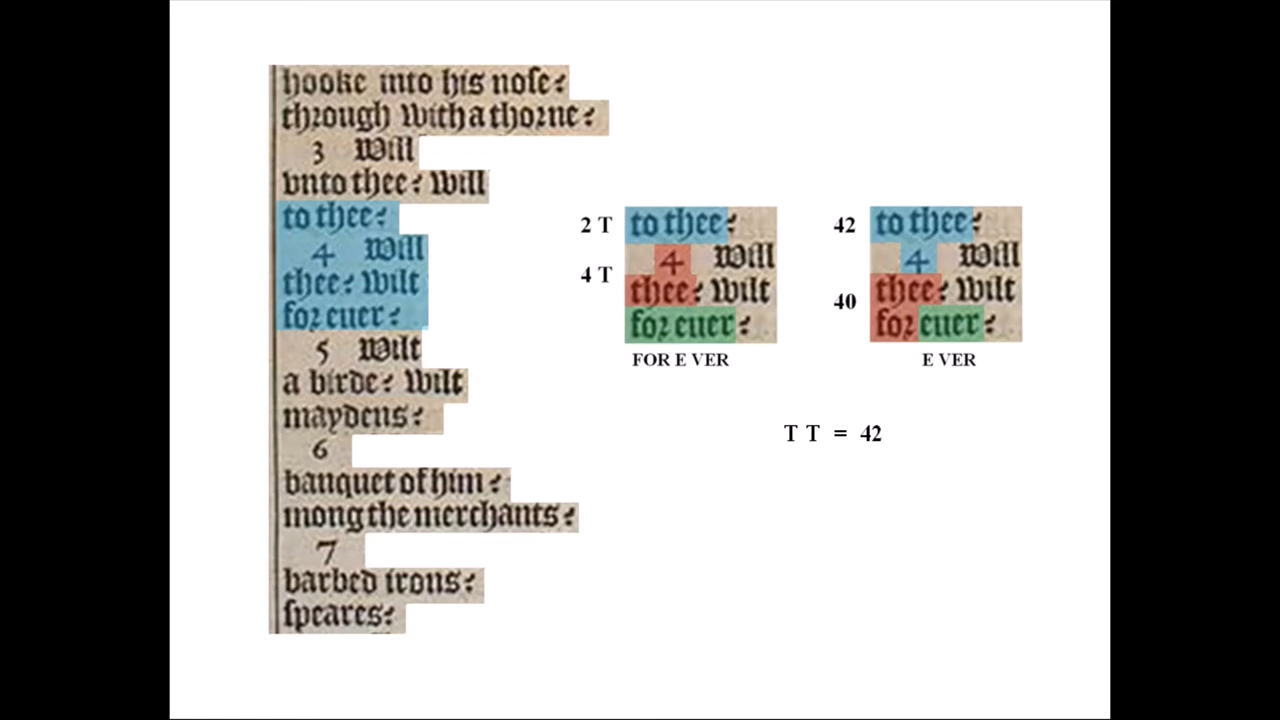 hooke into his nose?
through with a thorne?
3 Will
vnto thee? Will
to thee?
4 Will
thee? Wilt
for euer?
5 Wilt
a birde? Wilt
maydens?
6
banquet of him?
mong the merchants?
7
barbed irons?
speares?
2 T
to thee?
4 Will
4 T
thee? Wilt
for euer?
FOR E VER
42
to thee?
4 Will
40
thee? Wilt
for euer?
E VER
T T = 42